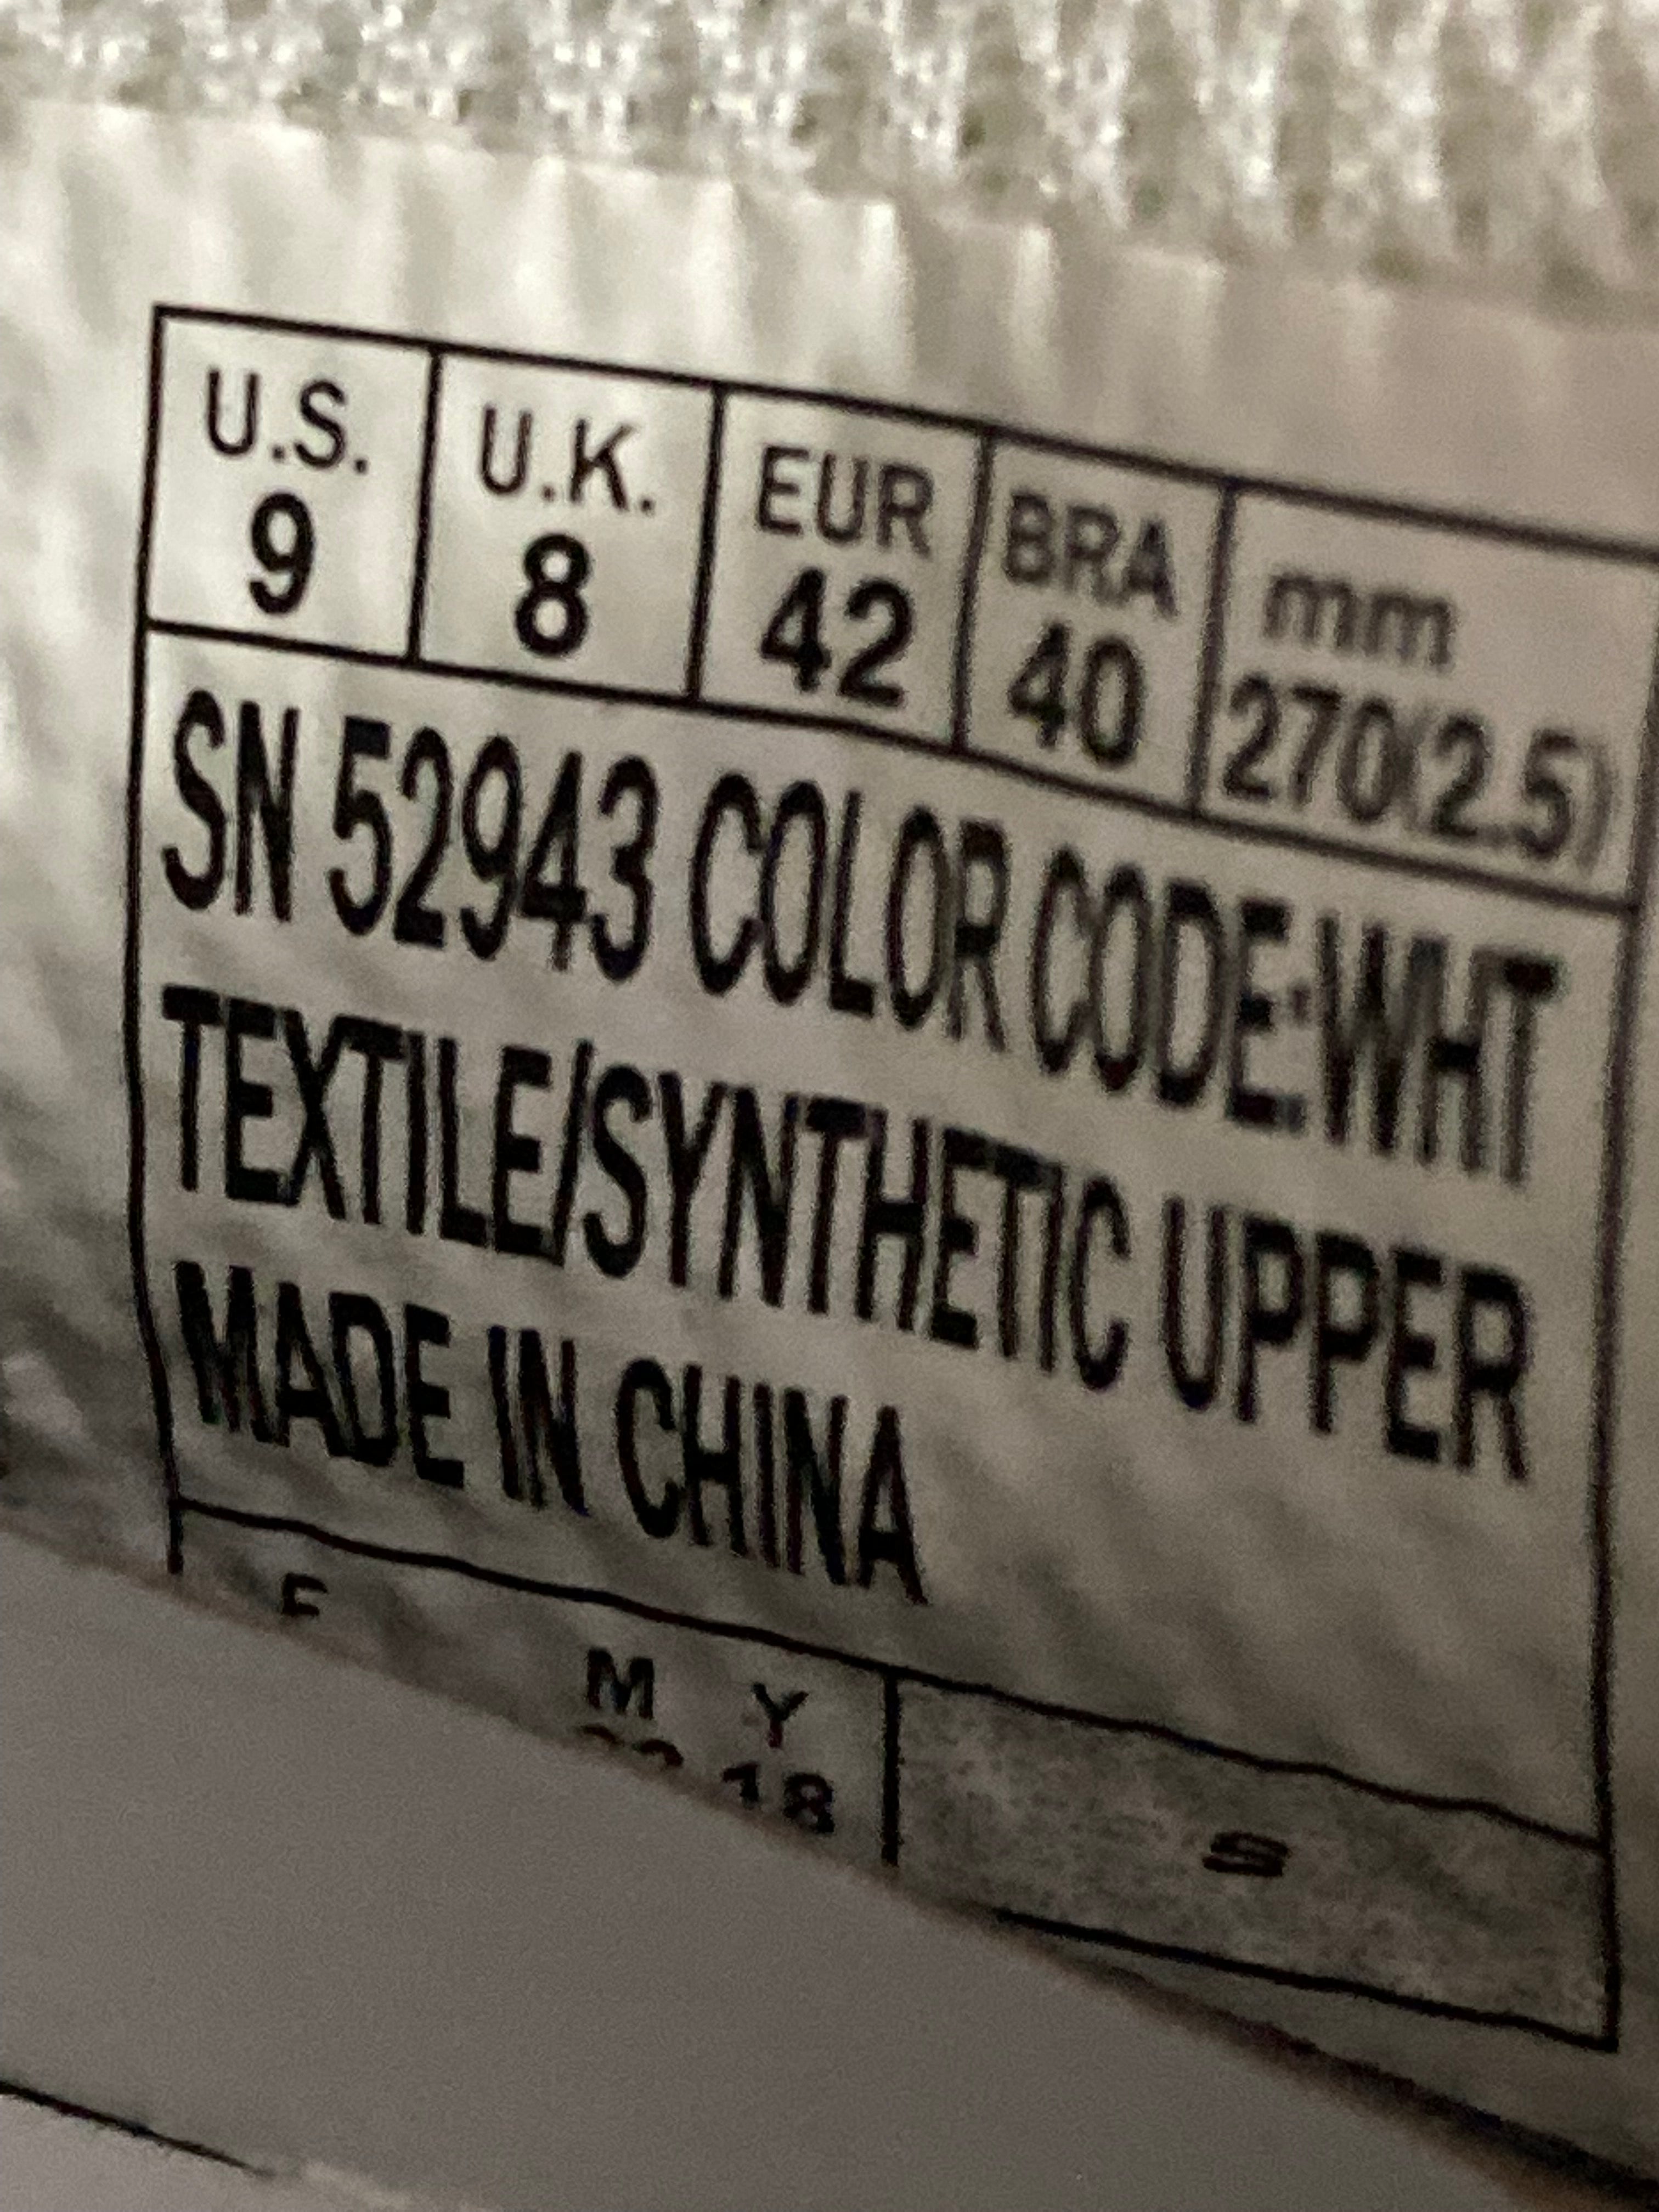 U.S. U.K. EUR BRA mm
9 8 42 40 270(2.5)
SN 52943 COLOR CODE:WHT
TEXTILE/SYNTHETIC UPPER
MADE IN CHINA
F M Y
18 S